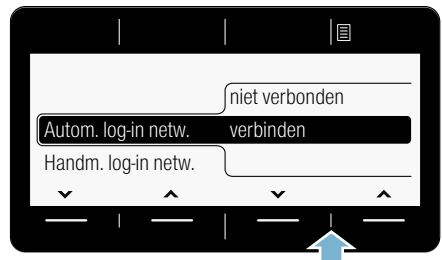 niet verbonden
Autom. log-in netw. verbinden
Handm. log-in netw.